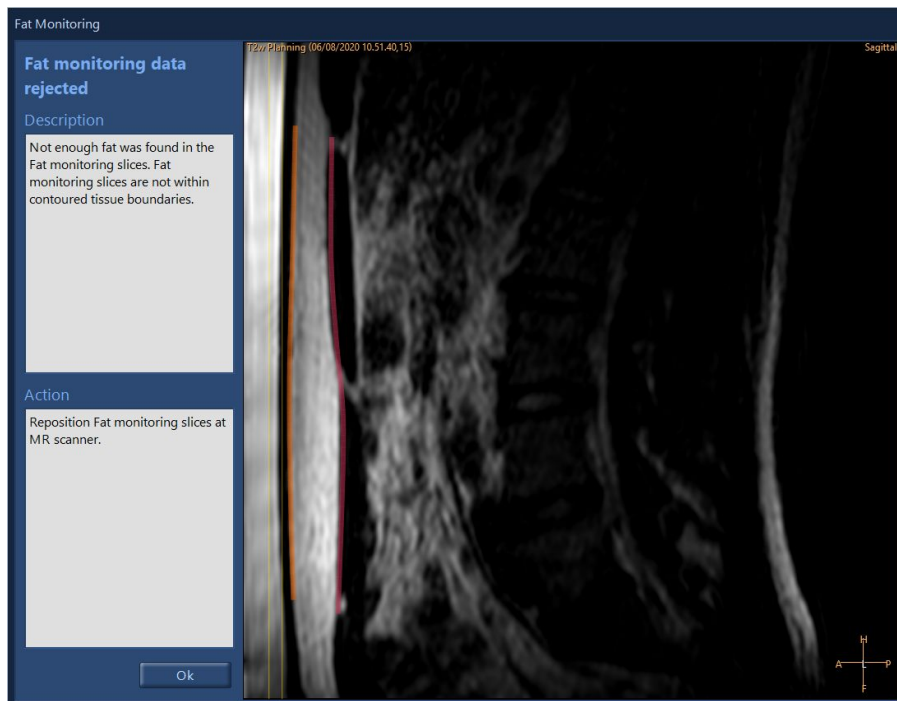 Fat Monitoring
Fat monitoring data
rejected
Description
Not enough fat was found in the
Fat monitoring slices. Fat
monitoring slices are not within
contoured tissue boundaries.
Action
Reposition Fat monitoring slices at
MR scanner.
Ok
T2w Planning (06/08/2020 10.51.40,15)
Sagittal
H
A L P
F